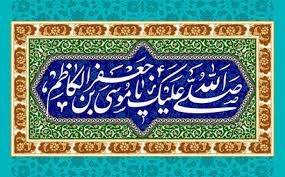 صلی الله علیک یا موسی بن جعفر الکاظم